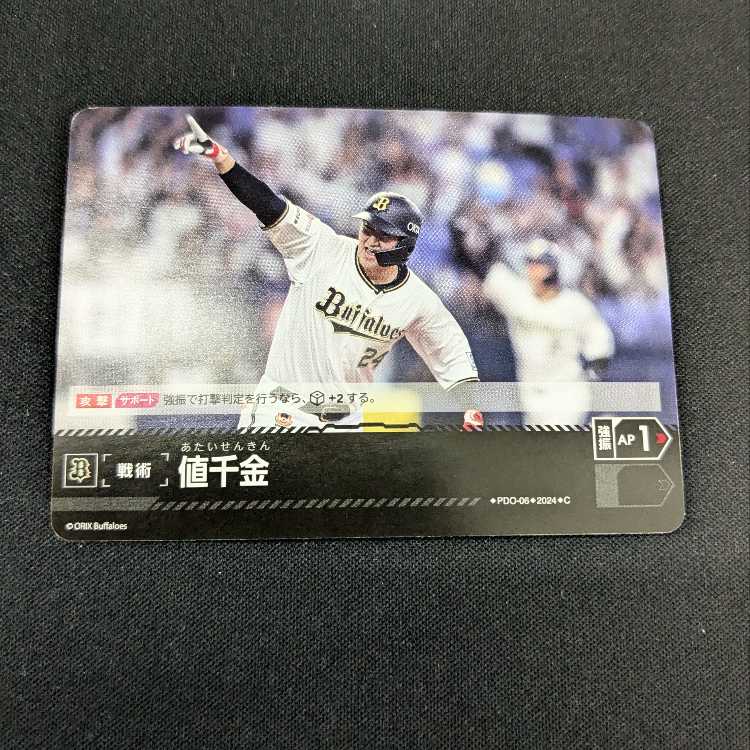 B
ORIX
Buffaloes
24
攻撃 サポート 強振で打撃判定を行うなら、 +2する。
強振 AP 1
あたいせんきん
B 戦術 値千金
◆PDO-06◆2024◆C
© ORIX Buffaloes